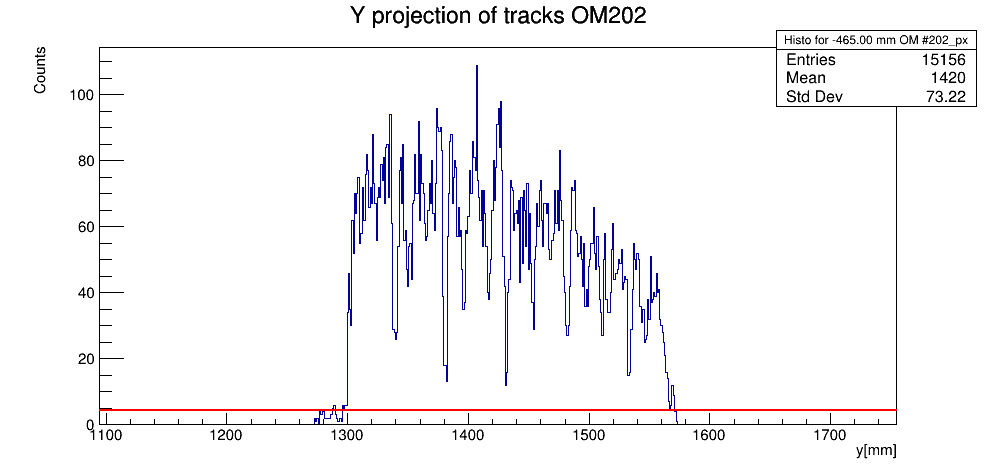 Y projection of tracks OM202
Histo for -465.00 mm OM #202_px
Entries 15156
Mean 1420
Std Dev 73.22
Counts
100
80
60
40
20
0
1100 1200 1300 1400 1500 1600 1700
y[mm]